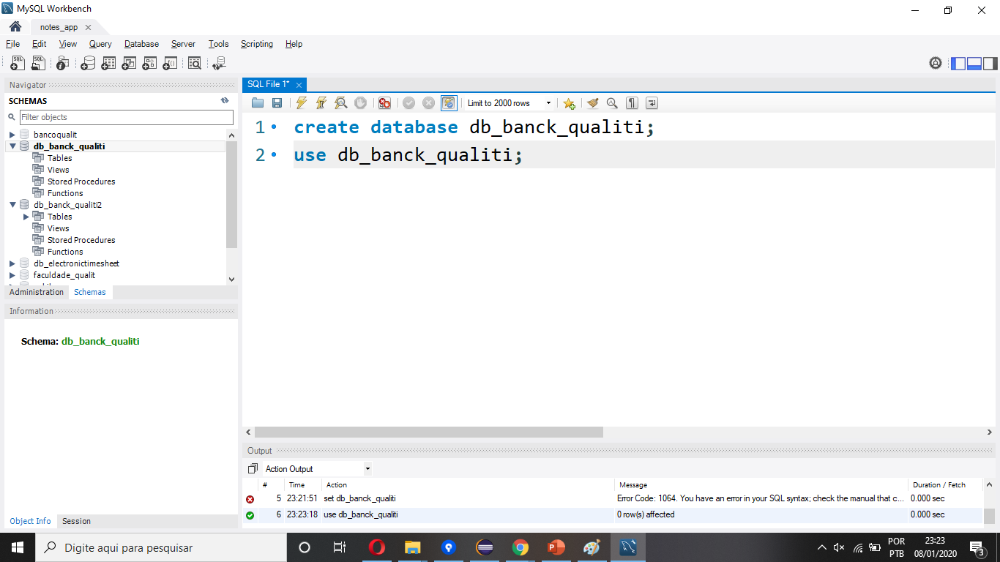 MySQL Workbench
notes_app
File Edit View Query Database Server Tools Scripting Help
Navigator
SCHEMAS
Filter objects
bancoqualit
db_banck_qualiti
Tables
Views
Stored Procedures
Functions
db_banck_qualiti2
Tables
Views
Stored Procedures
Functions
db_electronictimesheet
faculdade_qualit
Administration Schemas
Information
Schema: db_banck_qualiti
Object Info Session
SQL File 1*
Limit to 2000 rows
1 create database db_banck_qualiti;
2 use db_banck_qualiti;
Output
Action Output
# Time Action Message Duration / Fetch
5 23:21:51 set db_banck_qualiti Error Code: 1064. You have an error in your SQL syntax; check the manual that c... 0.000 sec
6 23:23:18 use db_banck_qualiti 0 row(s) affected 0.000 sec
Digite aqui para pesquisar
POR
PTB
23:23
08/01/2020
3